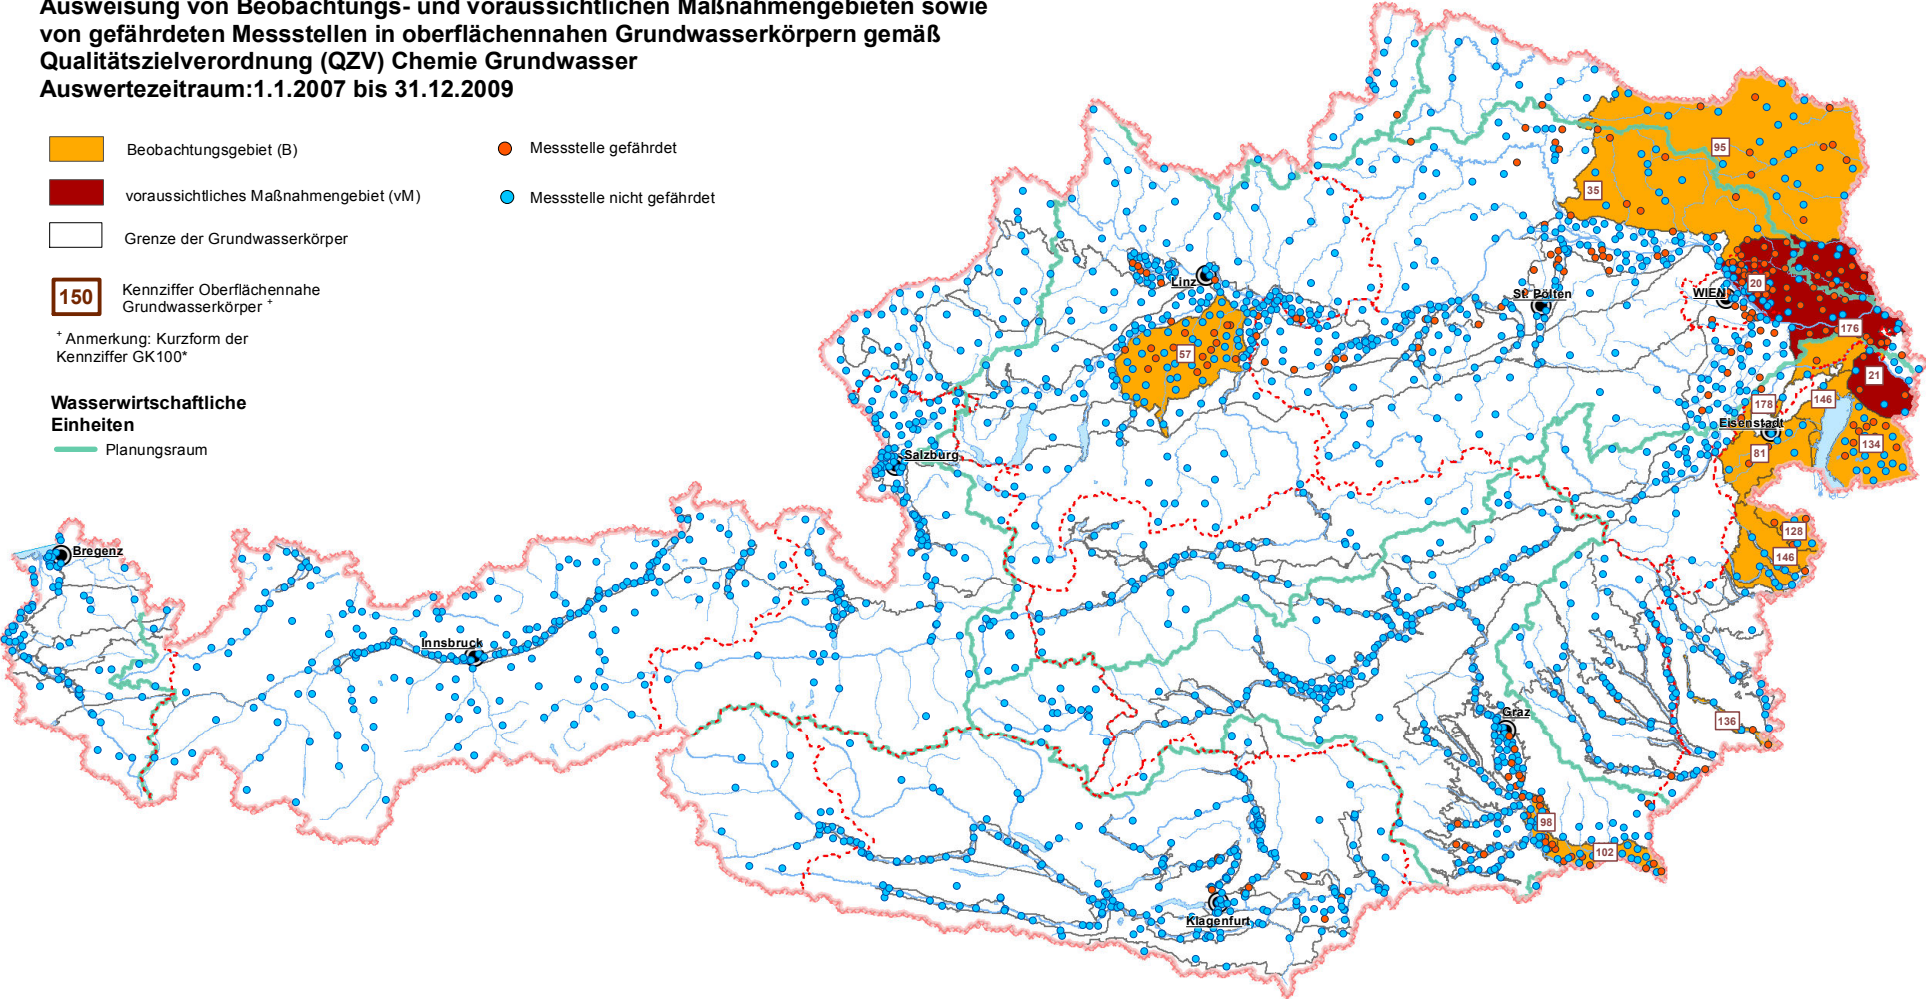 Ausweisung von Beobachtungs- und voraussichtlichen Maßnahmengebieten sowie
von gefährdeten Messstellen in oberflächennahen Grundwasserkörpern gemäß
Qualitätszielverordnung (QZV) Chemie Grundwasser
Auswertezeitraum:1.1.2007 bis 31.12.2009
Beobachtungsgebiet (B)
voraussichtliches Maßnahmengebiet (vM)
Grenze der Grundwasserkörper
150
Kennziffer Oberflächennahe
Grundwasserkörper +
+ Anmerkung: Kurzform der
Kennziffer GK100*
Messstelle gefährdet
Messstelle nicht gefährdet
Wasserwirtschaftliche
Einheiten
Planungsraum
95
35
Linz
St. Pölten
WIEN
20
176
57
21
146
178
Eisenstadt
134
81
Salzburg
128
146
Bregenz
Innsbruck
Graz
136
98
102
Klagenfurt